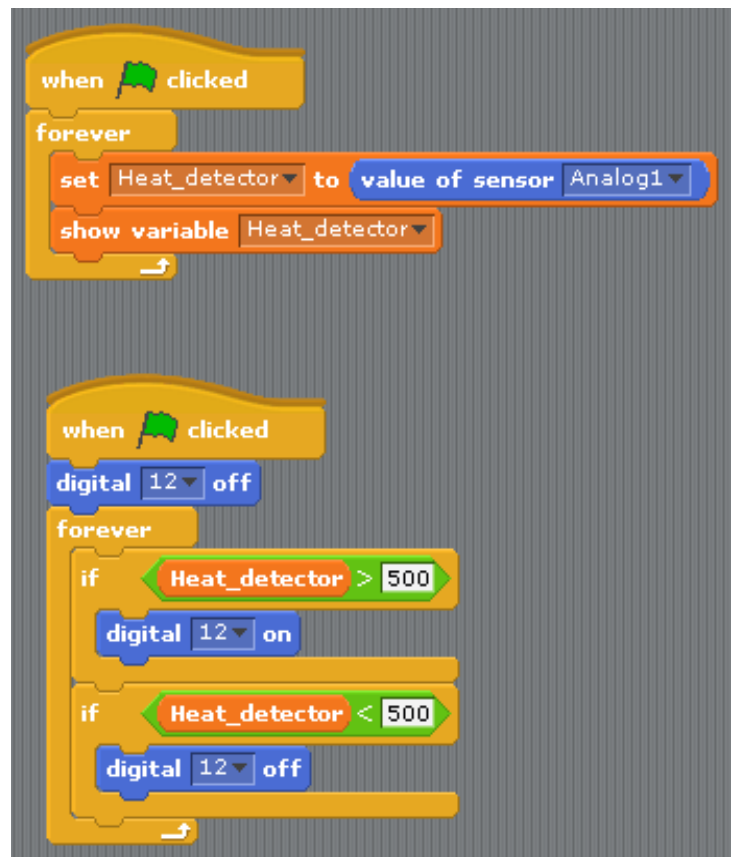 when clicked
forever
set Heat_detector to value of sensor Analog1
show variable Heat_detector
when clicked
digital 12 off
forever
if Heat_detector > 500
digital 12 on
if Heat_detector < 500
digital 12 off